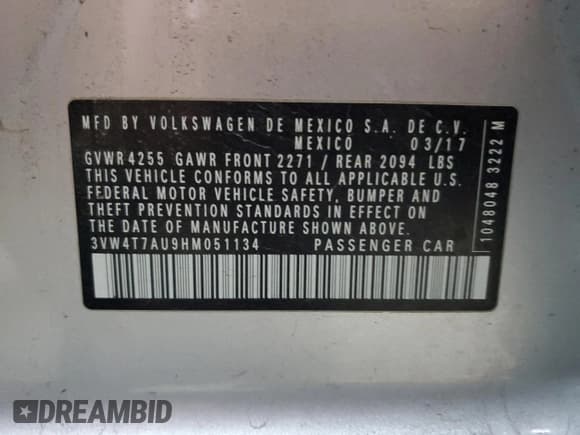 MFD BY VOLKSWAGEN DE MEXICO S.A. DE C.V.
MEXICO 03/17
GVWR 4255 GAWR FRONT 2271 / REAR 2094 LBS
THIS VEHICLE CONFORMS TO ALL APPLICABLE U.S.
FEDERAL MOTOR VEHICLE SAFETY, BUMPER AND
THEFT PREVENTION STANDARDS IN EFFECT ON
THE DATE OF MANUFACTURE SHOWN ABOVE.
3VW4T7AU9HM051134 PASSENGER CAR
1048048 3222 M
DREAMBID